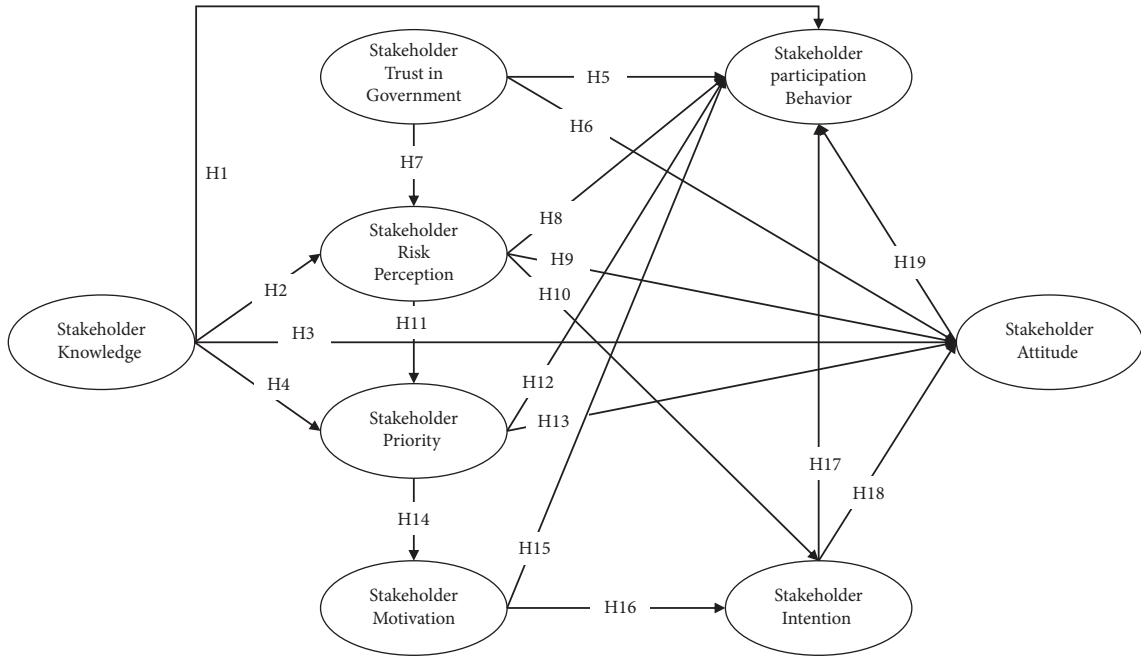 Stakeholder
Trust in
Government
Stakeholder
participation
Behavior
H5
H6
H7
H1
Stakeholder
Risk
Perception
H8
H9
H10
H19
H2
Stakeholder
Knowledge
H11
H3
Stakeholder
Attitude
H4
Stakeholder
Priority
H12
H13
H17
H18
H14
H15
Stakeholder
Motivation
H16
Stakeholder
Intention